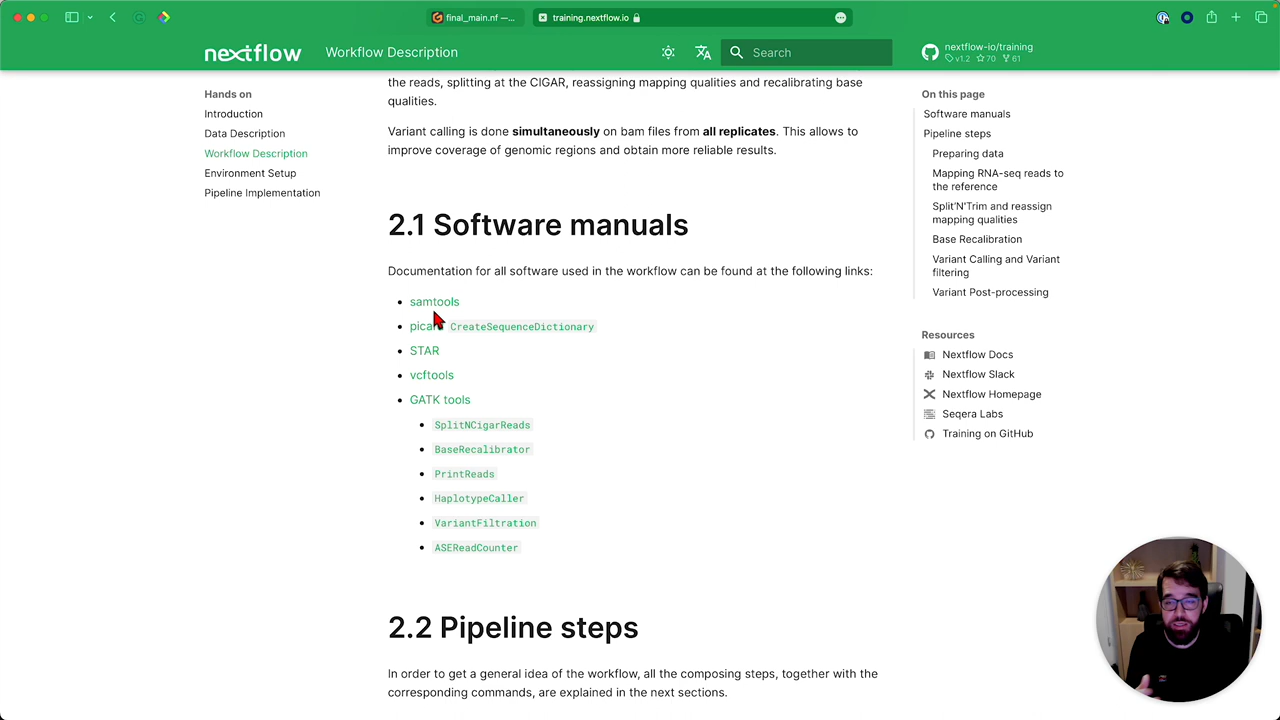 final_main.nf —...
training.nextflow.io
nextflow
Workflow Description
Search
nextflow-io/training
v1.2 70 61
Hands on
Introduction
Data Description
Workflow Description
Environment Setup
Pipeline Implementation
the reads, splitting at the CIGAR, reassigning mapping qualities and recalibrating base
qualities.
Variant calling is done simultaneously on bam files from all replicates. This allows to
improve coverage of genomic regions and obtain more reliable results.
2.1 Software manuals
Documentation for all software used in the workflow can be found at the following links:
samtools
CreateSequenceDictionary
STAR
vcftools
GATK tools
SplitNCigarReads
BaseRecalibrator
PrintReads
HaplotypeCaller
VariantFiltration
ASEReadCounter
2.2 Pipeline steps
In order to get a general idea of the workflow, all the composing steps, together with the
corresponding commands, are explained in the next sections.
On this page
Software manuals
Pipeline steps
Preparing data
Mapping RNA-seq reads to
the reference
Split'N'Trim and reassign
mapping qualities
Base Recalibration
Variant Calling and Variant
filtering
Variant Post-processing
Resources
Nextflow Docs
Nextflow Slack
Nextflow Homepage
Seqera Labs
Training on GitHub